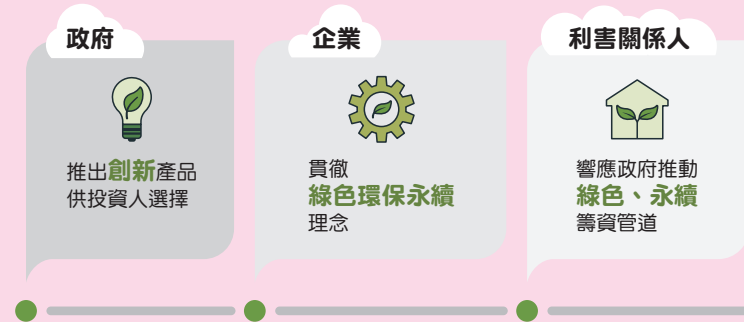 政府
推出創新產品
供投資人選擇
企業
貫徹
綠色環保永續
理念
利害關係人
響應政府推動
綠色、永續
籌資管道